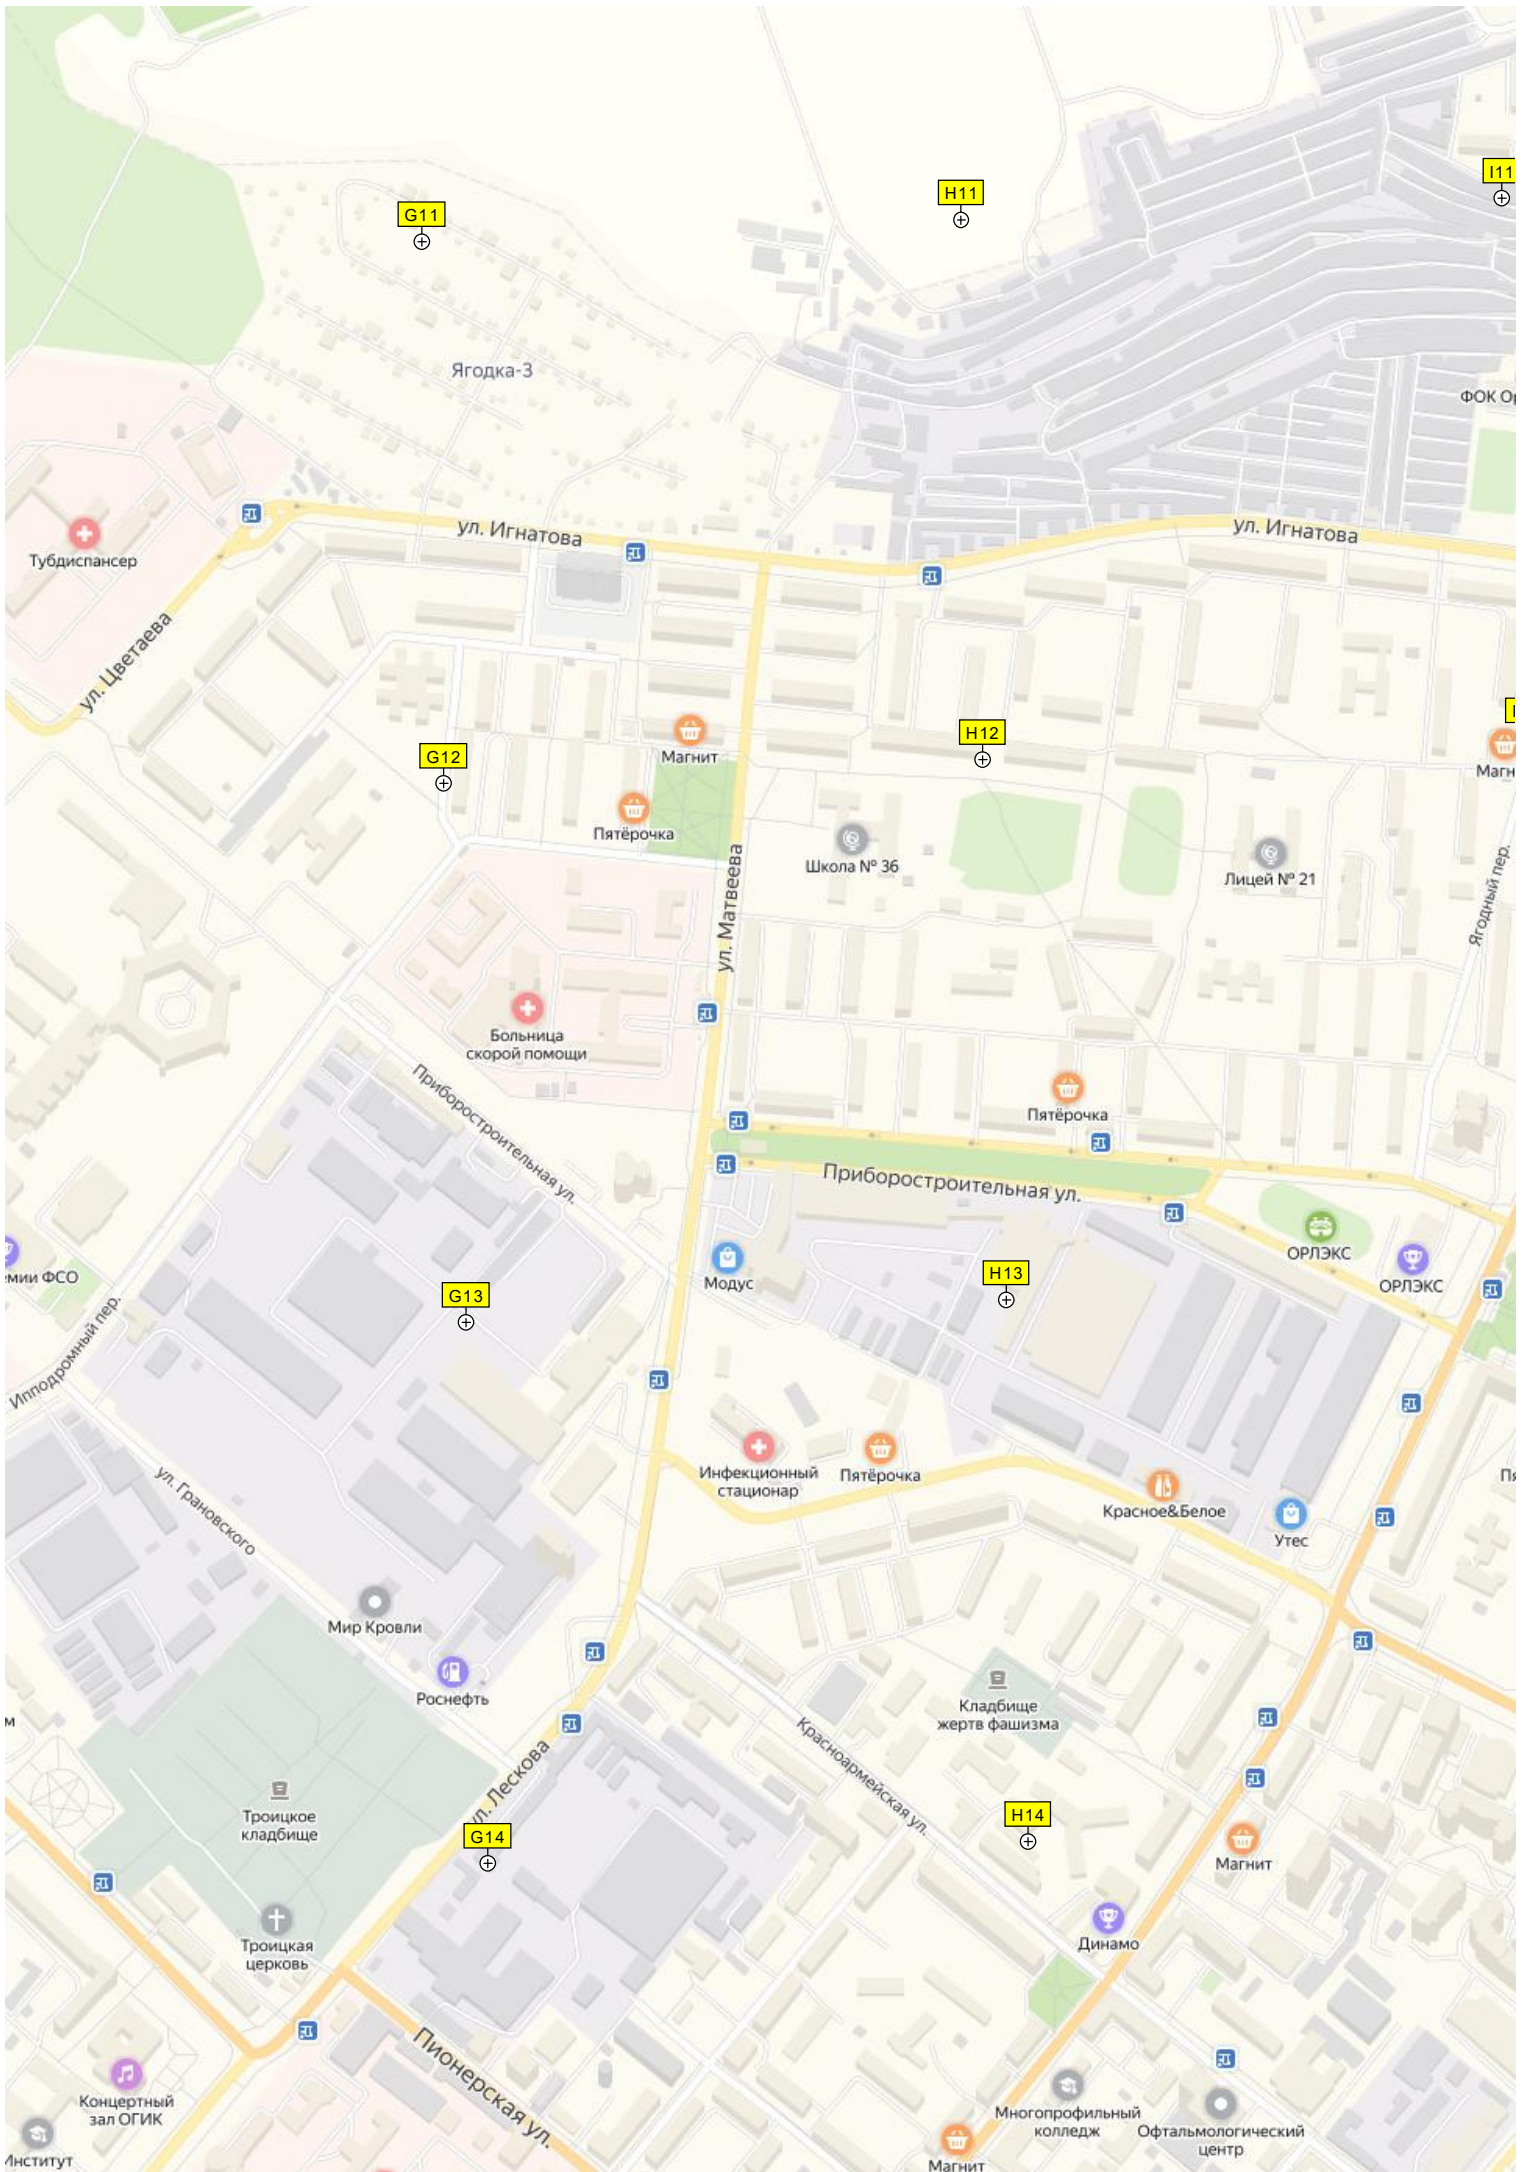 I11
H11
G11
Ягодка-3
ФОК Ор
ул. Игнатова
ул. Игнатова
Тубдиспансер
ул. Цветаева
H12
G12
Магнит
Магн
Пятёрочка
Школа № 36
Лицей № 21
ул. Матвеева
Ягодный пер.
Больница
скорой помощи
Приборостроительная ул.
Пятёрочка
Приборостроительная ул.
ОРЛЭКС
ОРЛЭКС
емии ФСО
Модус
H13
G13
Ипподромный пер.
Инфекционный
стационар
Пятёрочка
Красное&Белое
Утес
ул. Грановского
Мир Кровли
Роснефть
Кладбище
жертв фашизма
Красноармейская ул.
ул. Лескова
Троицкое
кладбище
H14
G14
Магнит
Троицкая
церковь
Динамо
Пионерская ул.
Концертный
зал ОГИК
Многопрофильный
колледж
Офтальмологический
центр
Институт
Магнит